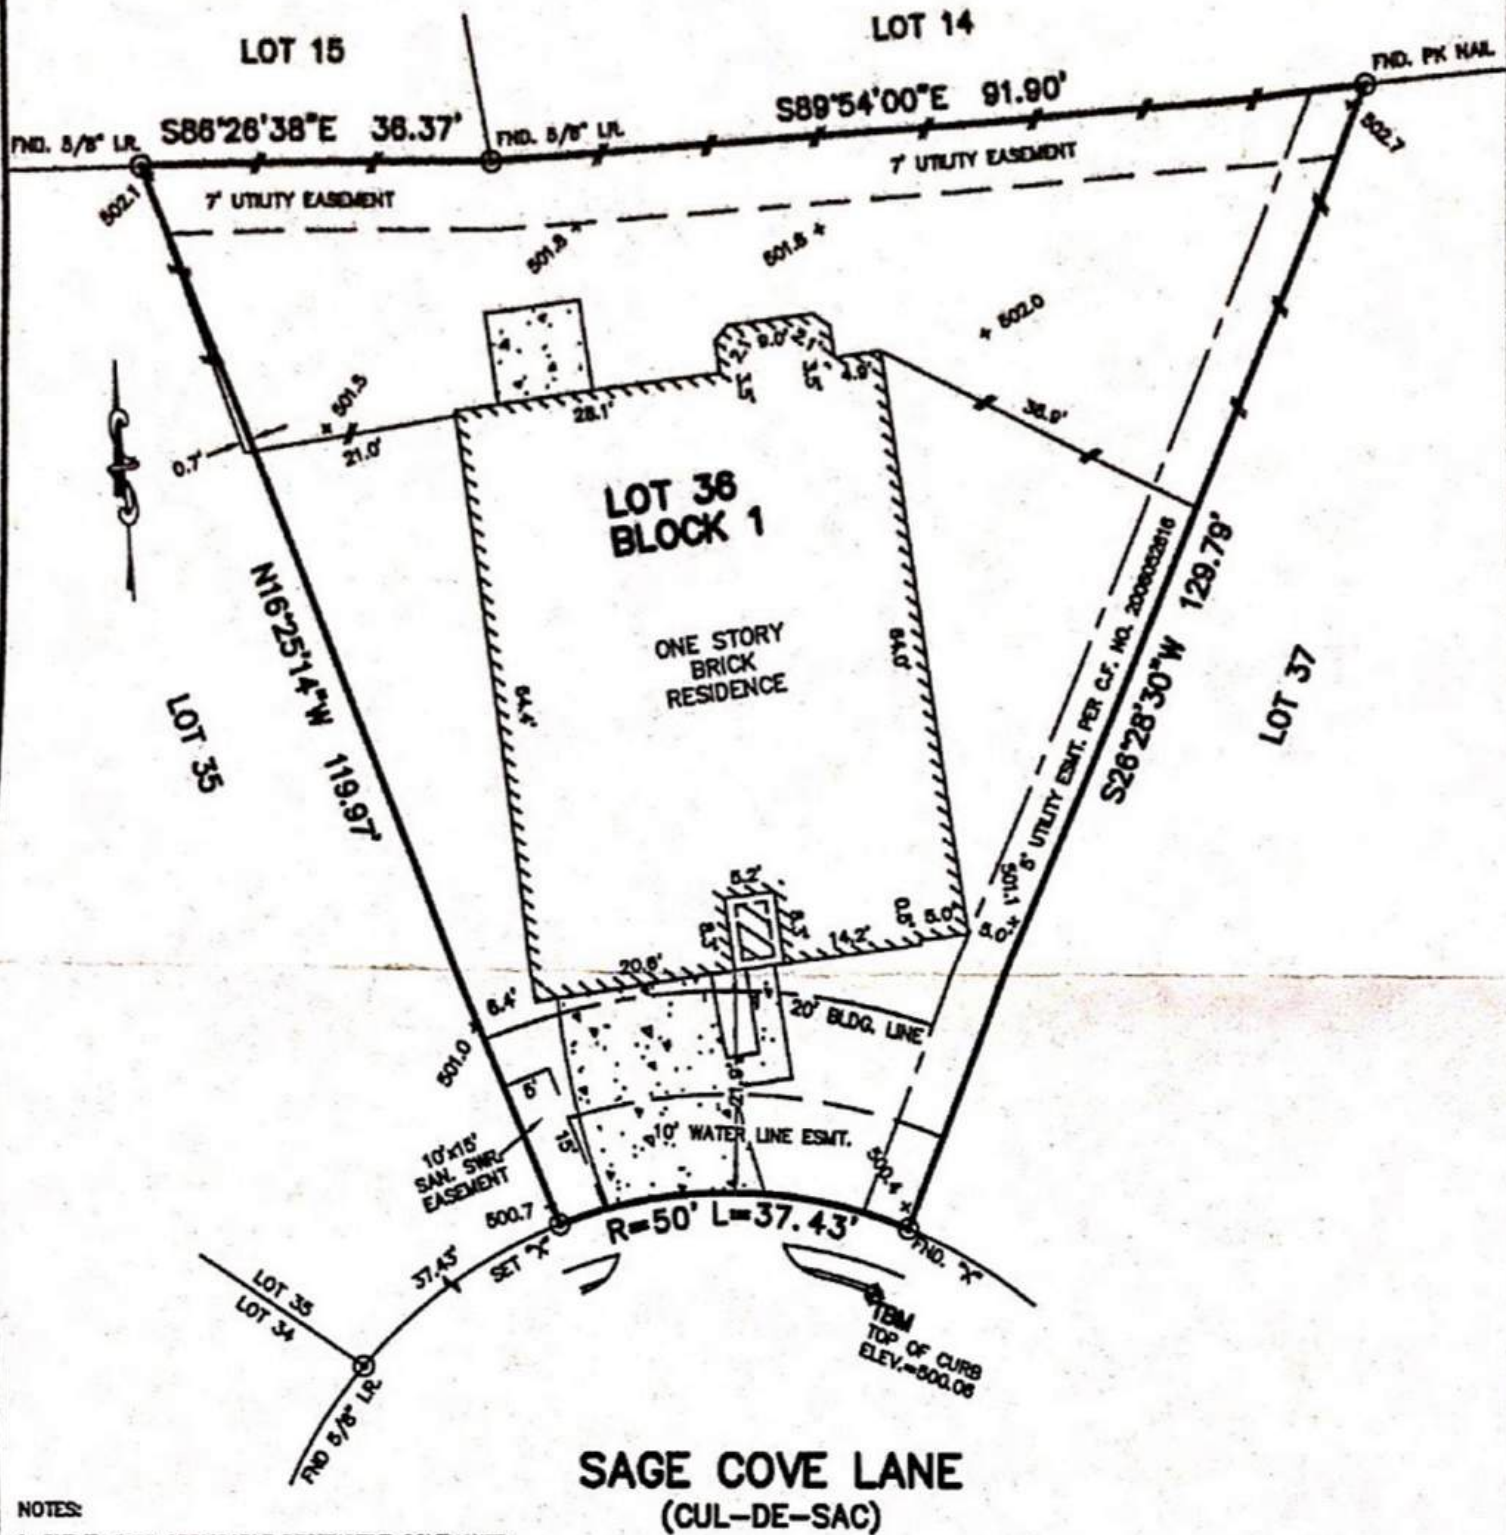 LOT 15
LOT 14
FND. PK NAIL
S86°26'38"E 36.37'
S89°54'00"E 91.90'
FND. 5/8" I.R.
FND. 5/8" I.R.
7' UTILITY EASEMENT
7' UTILITY EASEMENT
502.1
502.7
501.8
501.8
502.0
501.5
0.7'
21.0'
28.1'
2.1'
9.0'
2.1'
3.5'
3.5'
4.9'
36.9'
LOT 36
BLOCK 1
ONE STORY
BRICK
RESIDENCE
N16°25'14"W 119.97'
LOT 35
64.4'
64.0'
5' UTILITY ESMT. PER C.F. NO. 2006052616
S26°28'30"W 129.79'
LOT 37
501.1
5.2'
20.6'
14.2'
0.5'
5.0'
5.0'
6.4'
20' BLDG. LINE
501.0
5'
15'
21.9'
10' WATER LINE ESMT.
10'x15'
SAN. SWR.
EASEMENT
500.7
500.4
R=50' L=37.43'
SET "X"
FND. "X"
37.43'
LOT 35
LOT 34
FND 5/8" I.R.
TBM
TOP OF CURB
ELEV.=500.06
SAGE COVE LANE
(CUL-DE-SAC)
NOTES: